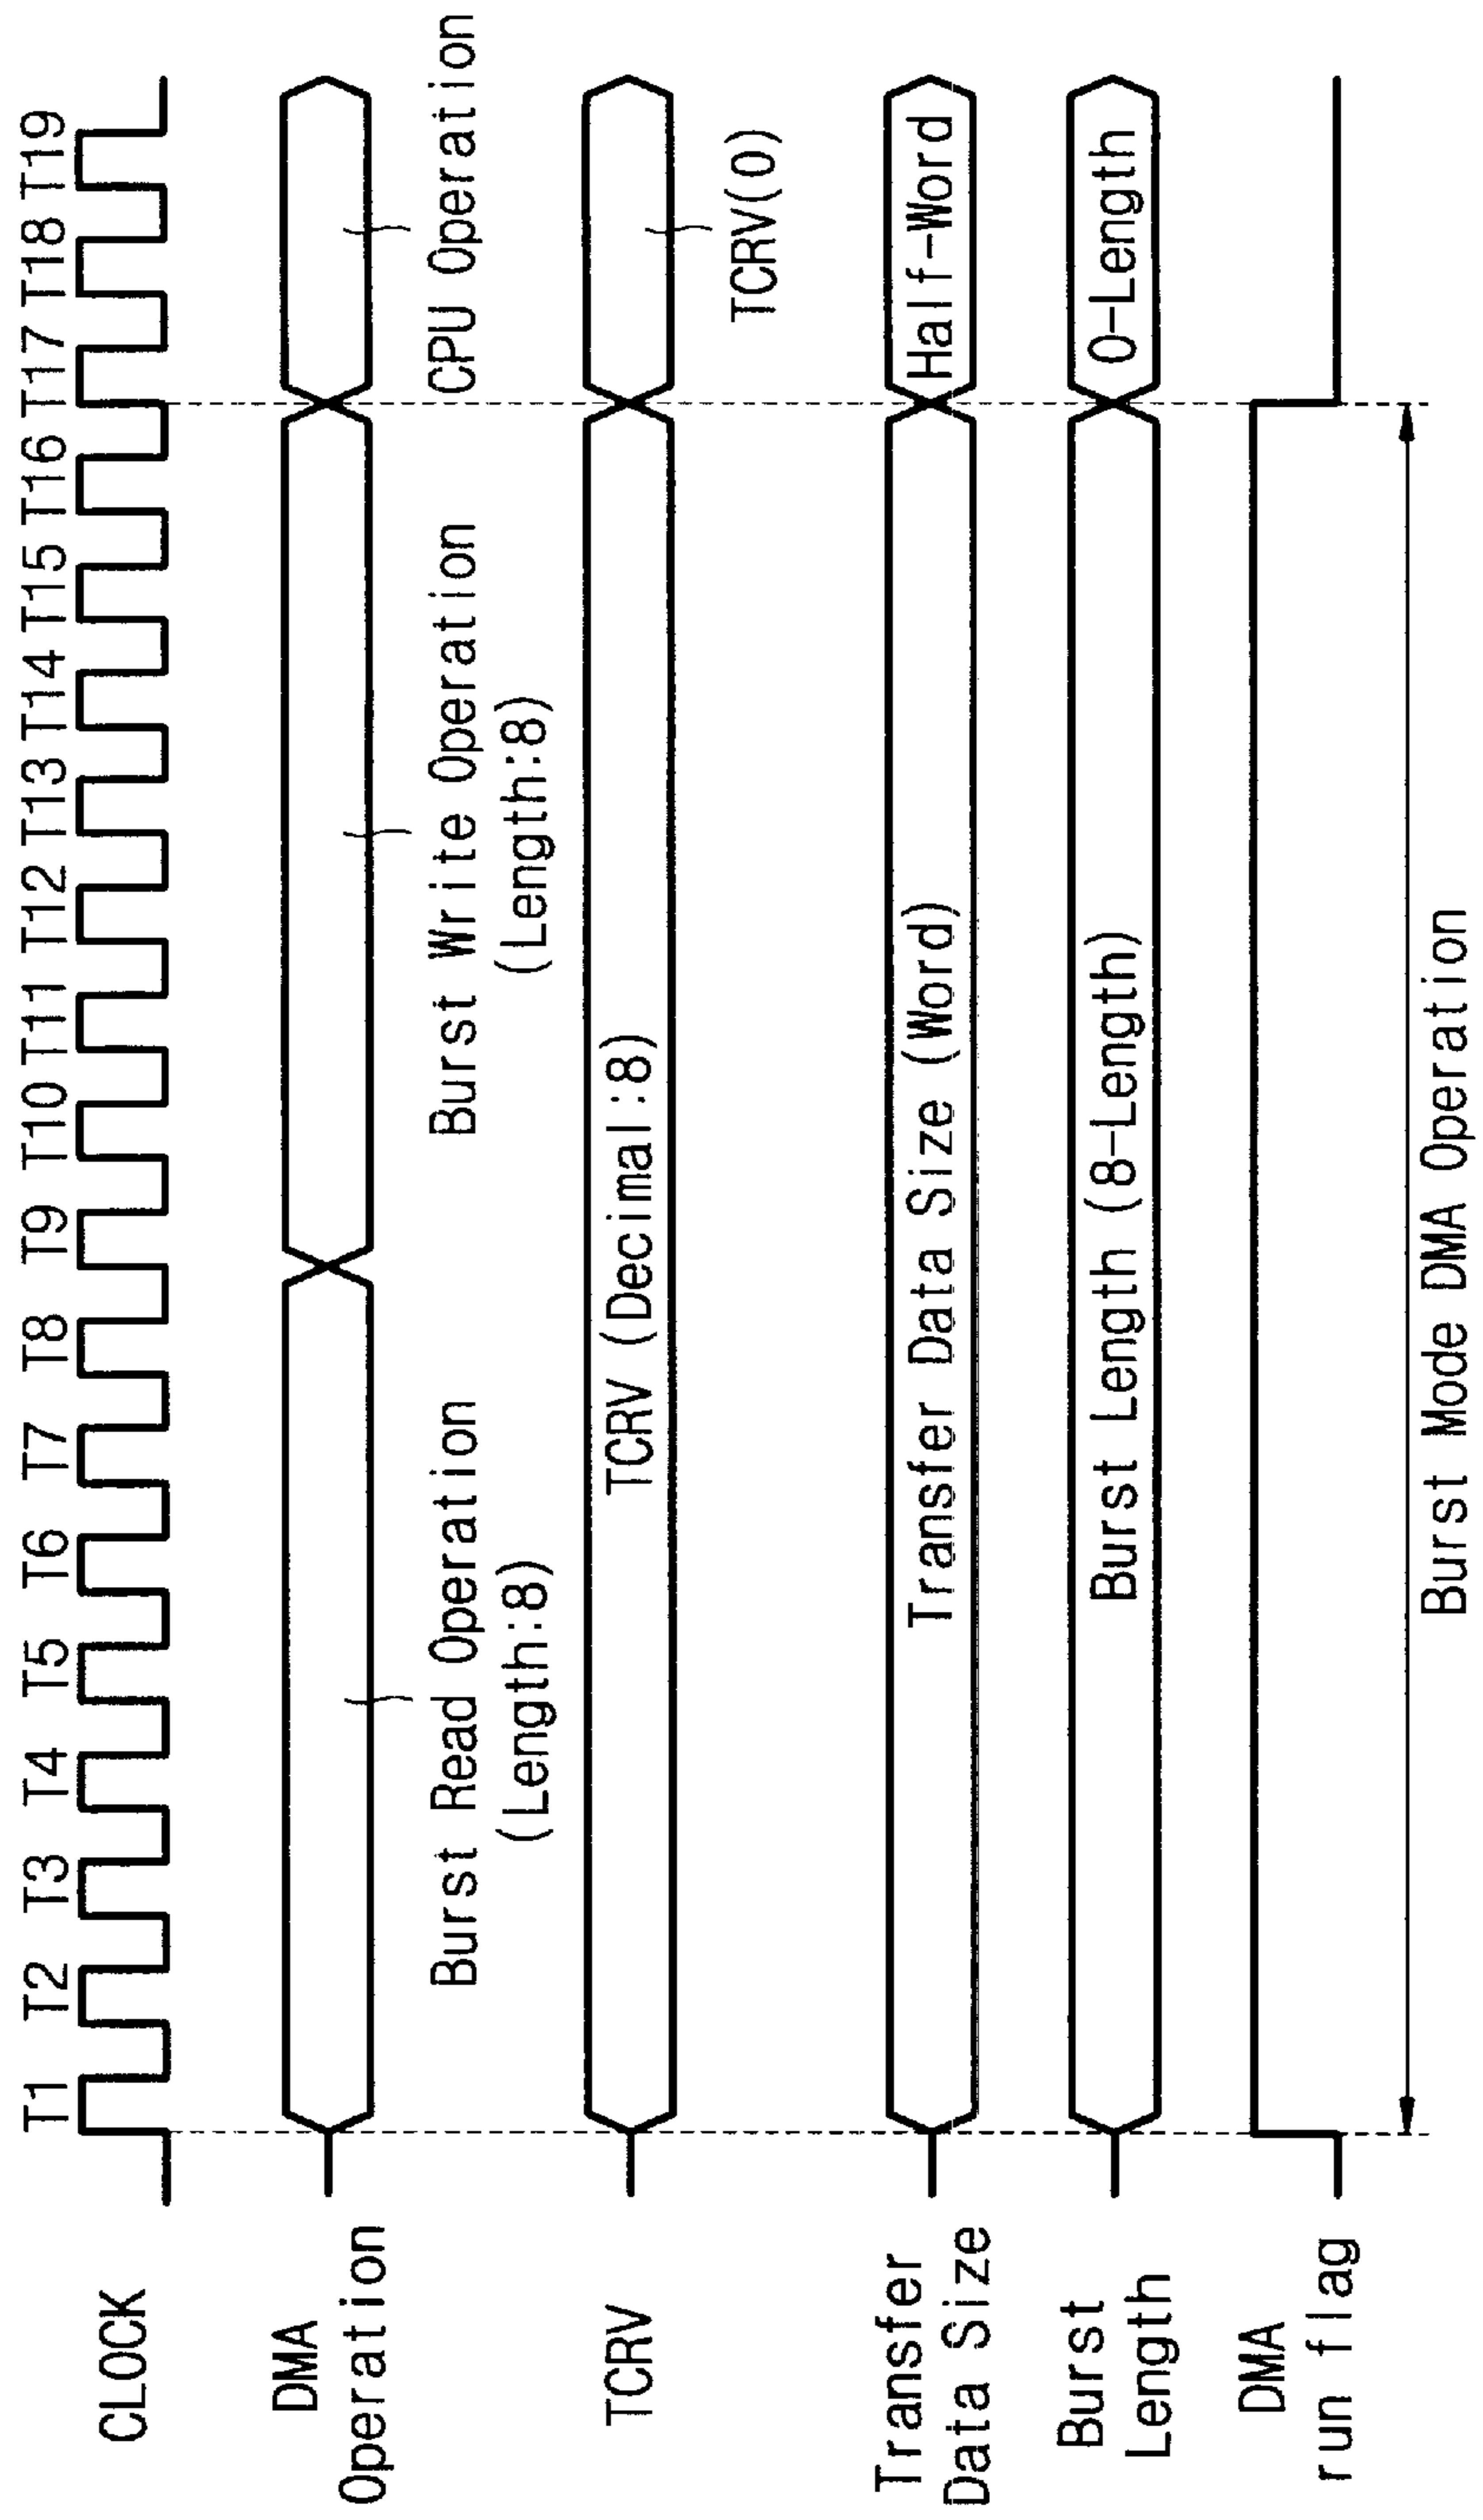 T1 T2 T3 T4 T5 T6 T7 T8 T9 T10 T11 T12 T13 T14 T15 T16 T17 T18 T19
CLOCK
DMA
Operation
Burst Read Operation
(Length:8)
Burst Write Operation
(Length:8)
CPU Operation
TCRV
TCRV (Decimal:8)
TCRV(0)
Transfer
Data Size
Transfer Data Size (Word)
Half-Word
Burst
Length
Burst Length (8-Length)
0-Length
DMA
run flag
Burst Mode DMA Operation